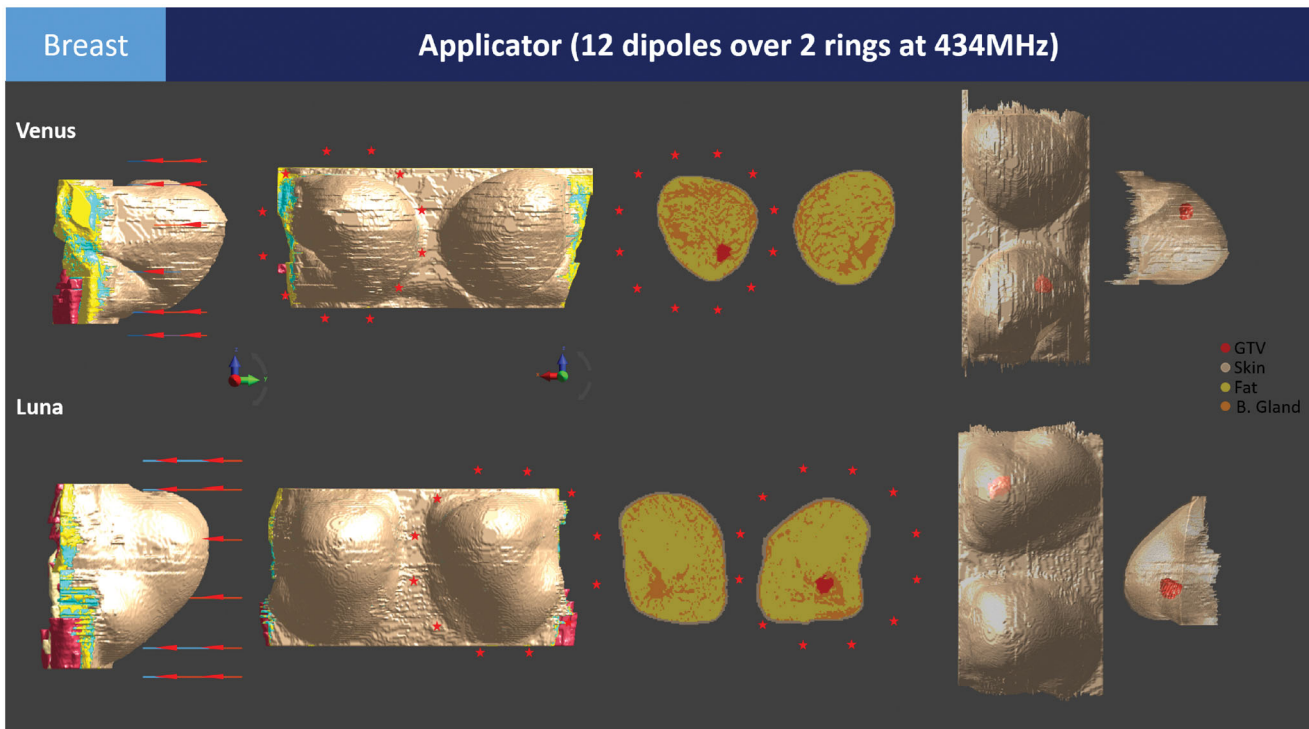 Breast
Applicator (12 dipoles over 2 rings at 434MHz)
Venus
Luna
GTV
Skin
Fat
B. Gland